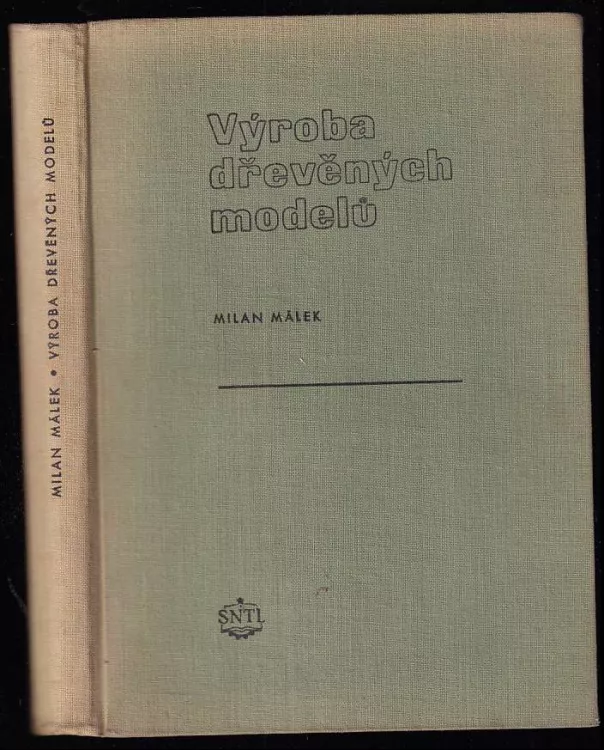 MILAN MÁLEK • VÝROBA DŘEVĚNÝCH MODELŮ
Výroba
dřevěných
modelů
MILAN MÁLEK
SNTL